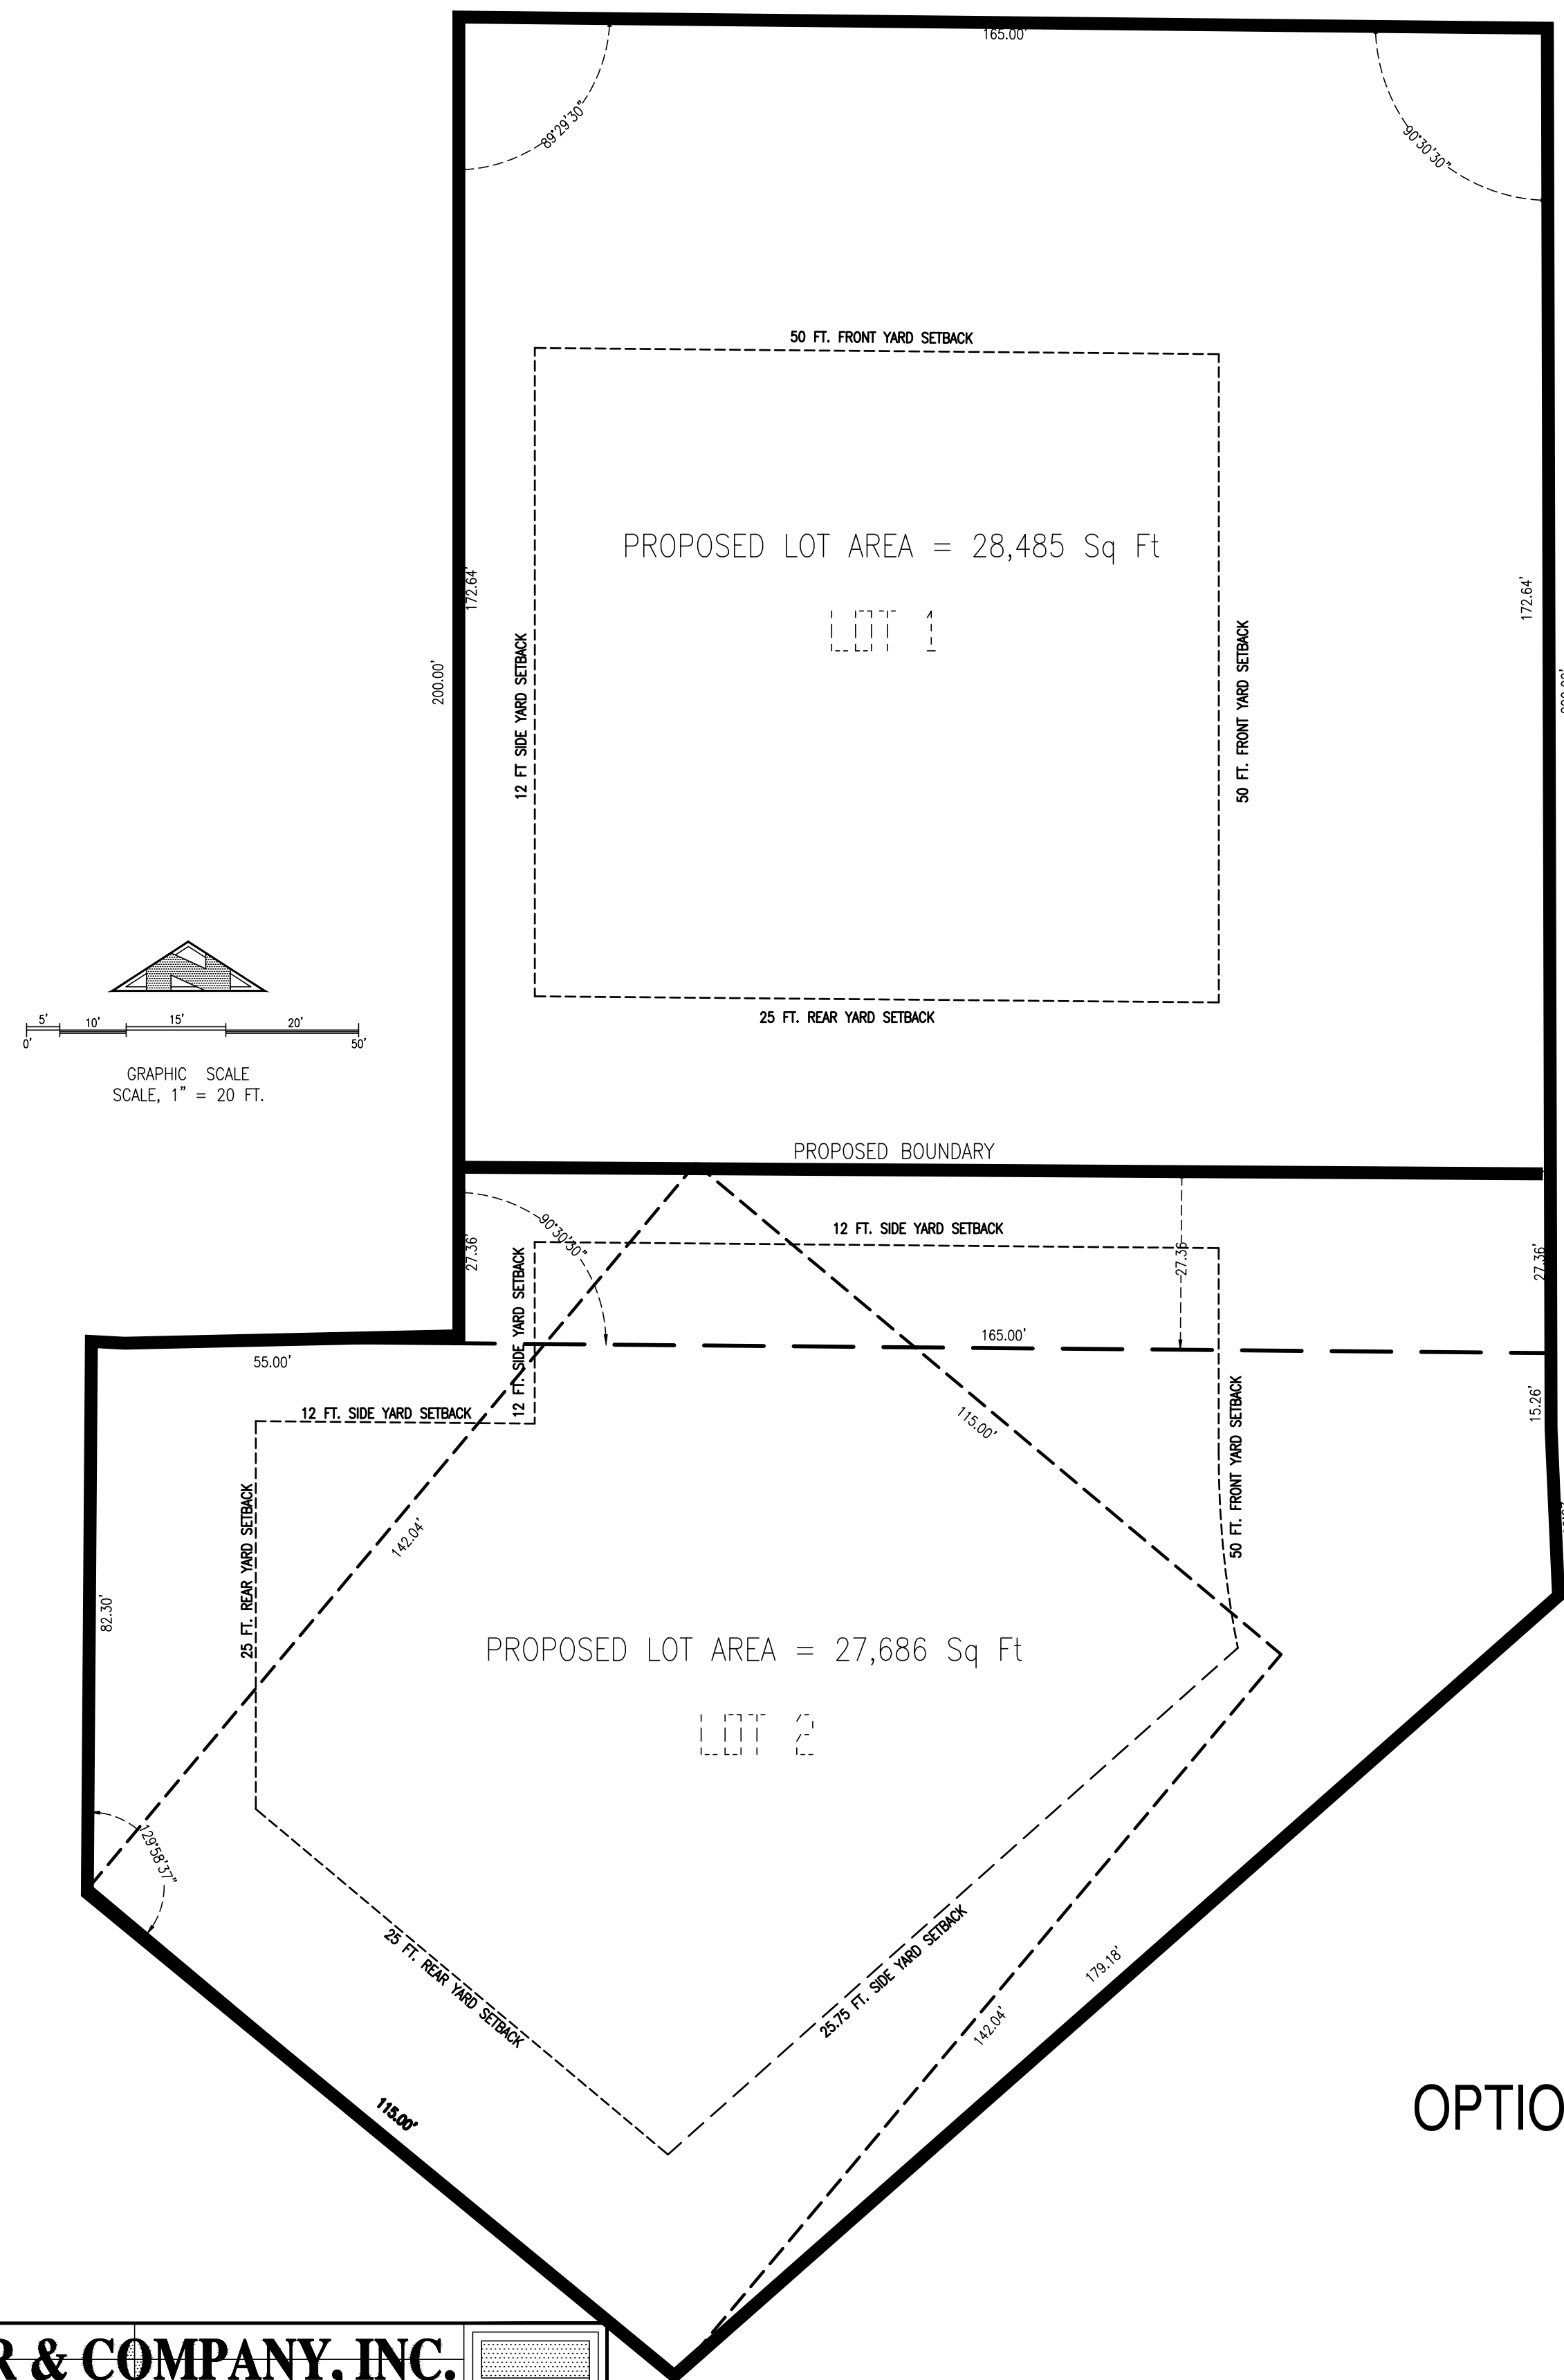 165.00'
89°29'30"
90°30'30"
50 FT. FRONT YARD SETBACK
PROPOSED LOT AREA = 28,485 Sq Ft
LOT 1
172.64'
172.64'
200.00'
12 FT SIDE YARD SETBACK
50 FT. FRONT YARD SETBACK
N
5'
10'
15'
20'
0'
50'
GRAPHIC SCALE
SCALE, 1" = 20 FT.
25 FT. REAR YARD SETBACK
PROPOSED BOUNDARY
90°30'30"
12 FT. SIDE YARD SETBACK
27.36'
27.36
27.36'
12 FT. SIDE YARD SETBACK
165.00'
55.00'
12 FT. SIDE YARD SETBACK
115.00'
15.26'
50 FT. FRONT YARD SETBACK
25 FT. REAR YARD SETBACK
142.04'
82.30'
PROPOSED LOT AREA = 27,686 Sq Ft
LOT 2
129°58'37"
25 FT. REAR YARD SETBACK
25.75 FT. SIDE YARD SETBACK
179.18'
142.04'
115.00'
OPTIO
R & COMPANY, INC.